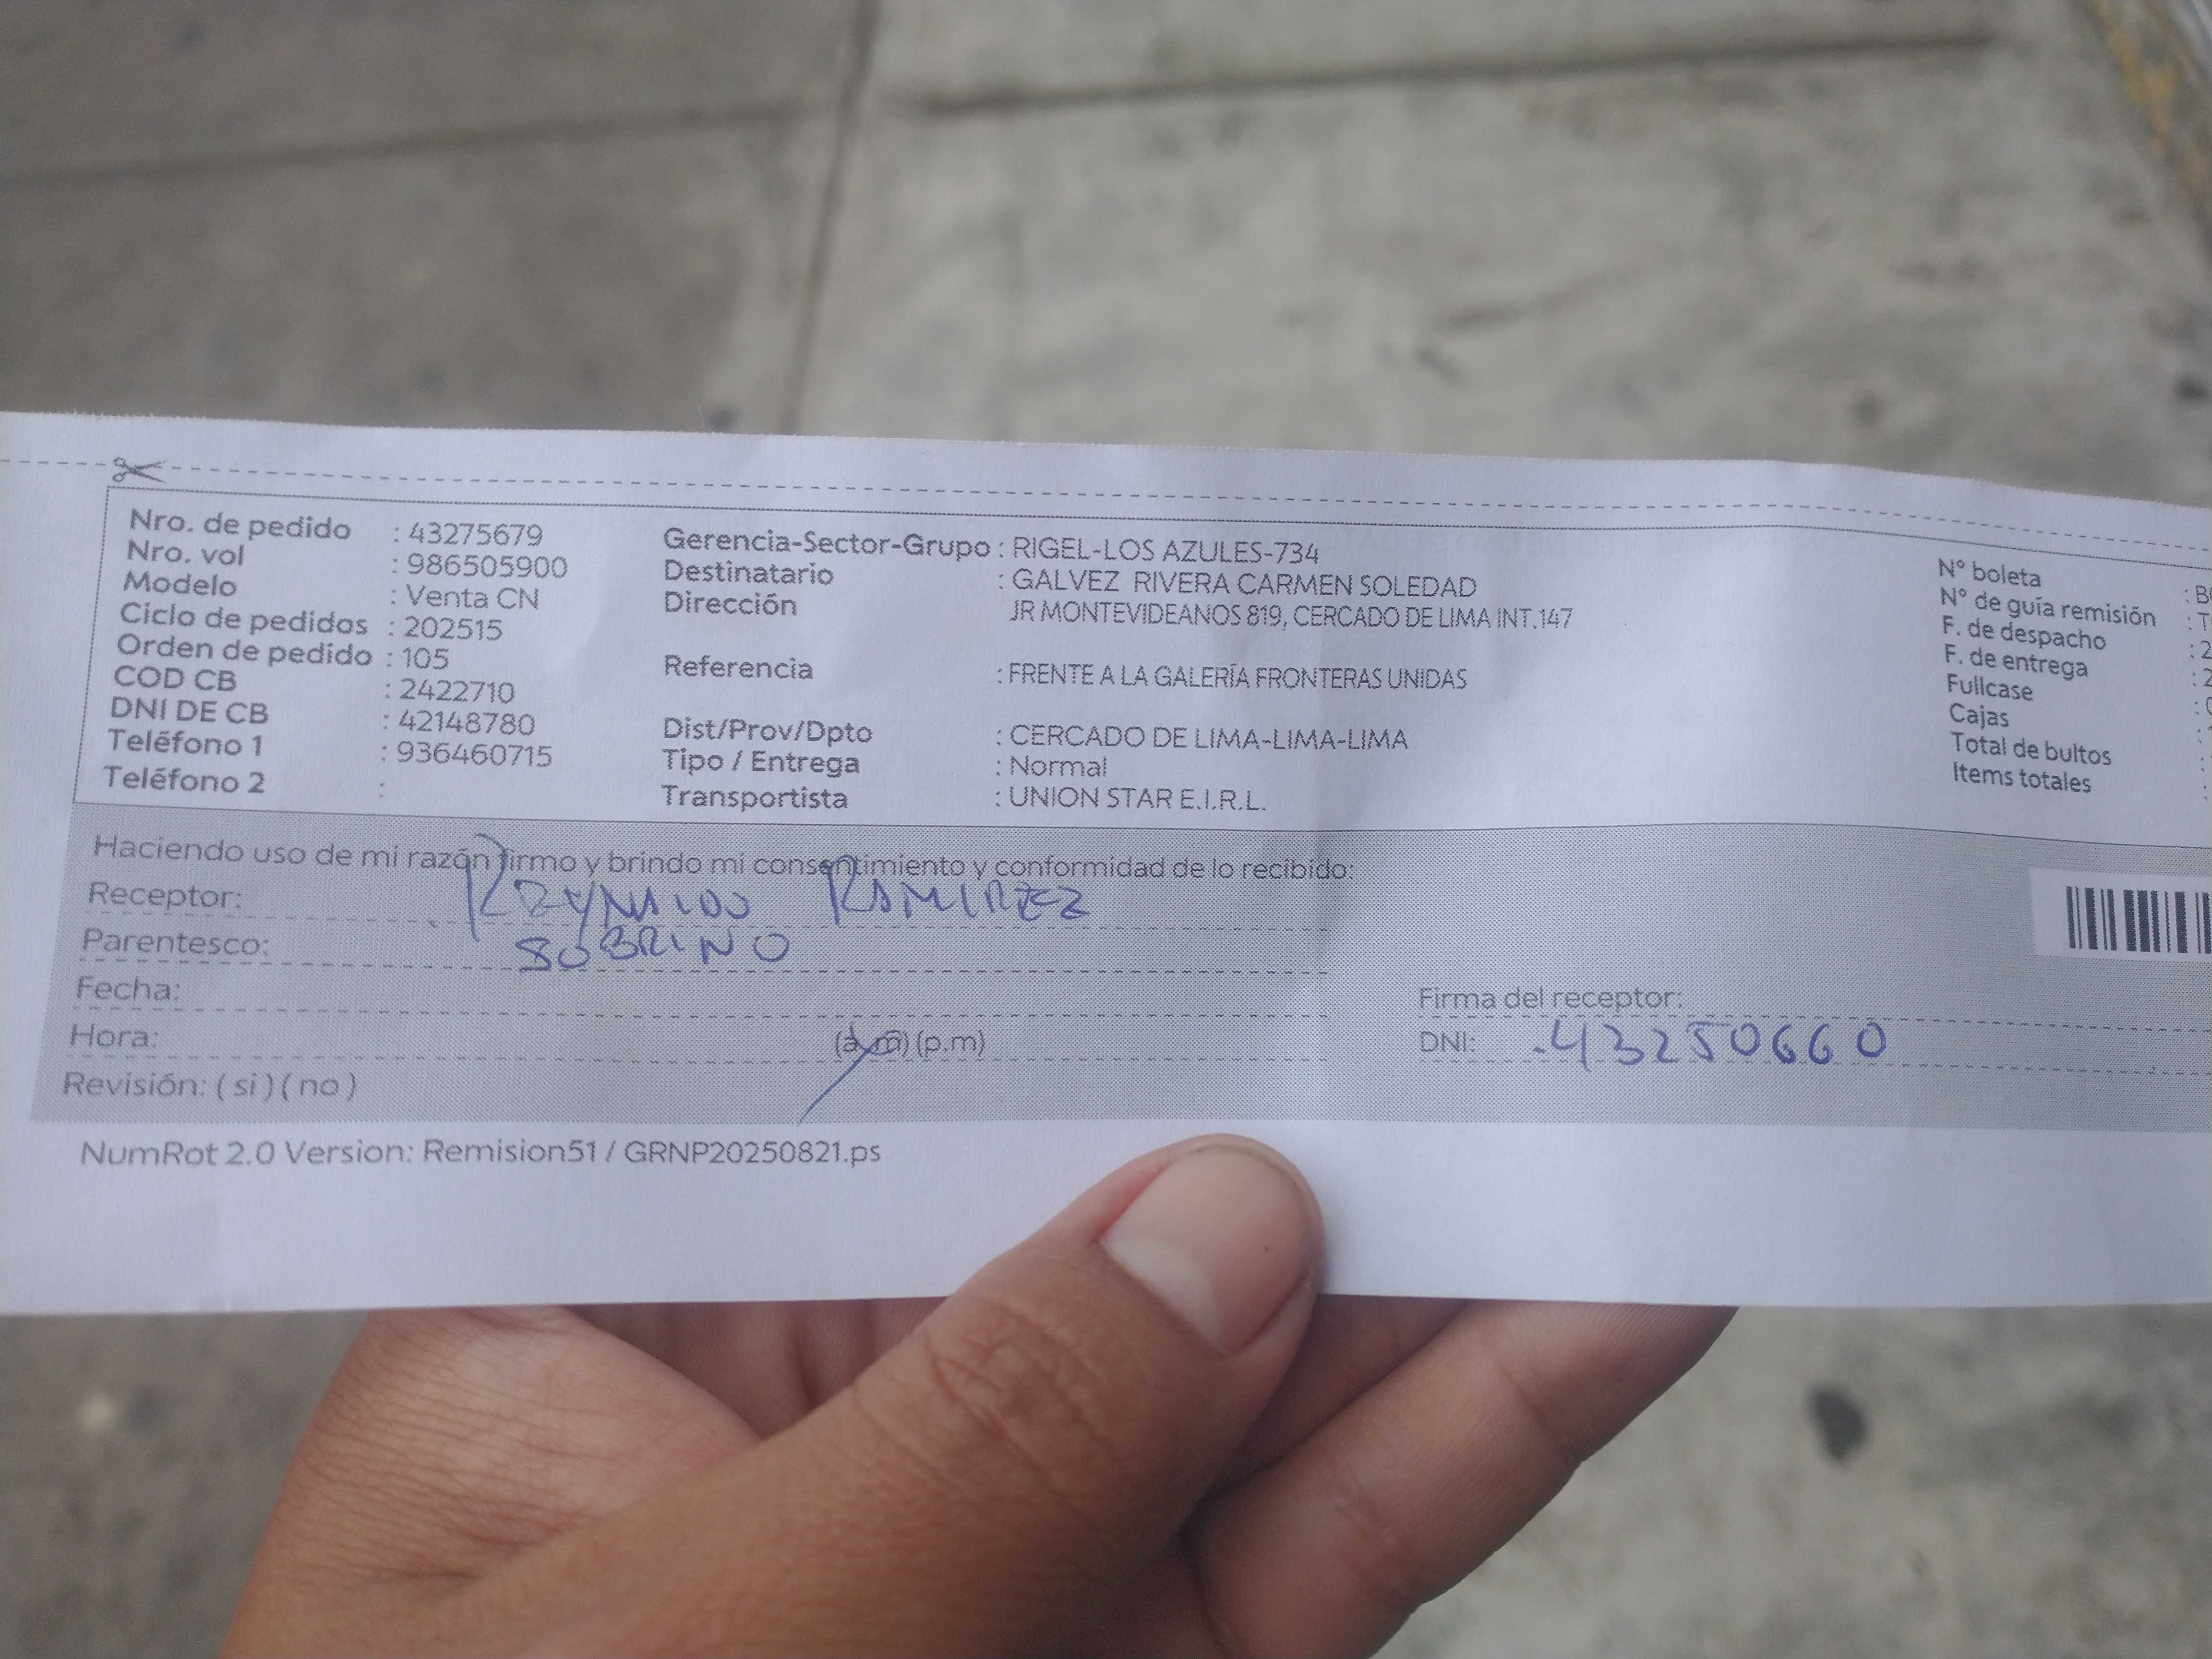 Nro. de pedido : 43275679
Nro. vol : 986505900
Modelo : Venta CN
Ciclo de pedidos : 202515
Orden de pedido : 105
COD CB : 2422710
DNI DE CB : 42148780
Teléfono 1 : 936460715
Teléfono 2 :
Gerencia-Sector-Grupo : RIGEL-LOS AZULES-734
Destinatario : GALVEZ RIVERA CARMEN SOLEDAD
Dirección JR MONTEVIDEANOS 819, CERCADO DE LIMA INT.147
Referencia : FRENTE A LA GALERÍA FRONTERAS UNIDAS
Dist/Prov/Dpto : CERCADO DE LIMA-LIMA-LIMA
Tipo / Entrega : Normal
Transportista : UNION STAR E.I.R.L.
N° boleta : B
N° de guía remisión : T
F. de despacho : 2
F. de entrega : 2
Fullcase :
Cajas :
Total de bultos :
Items totales :
Haciendo uso de mi razón firmo y brindo mi consentimiento y conformidad de lo recibido:
Receptor: REYNALDO RAMIREZ
Parentesco: SOBRINO
Fecha:
Hora: (a.m) (p.m)
Revisión: ( si ) ( no )
Firma del receptor:
DNI: 43250660
NumRot 2.0 Version: Remision51 / GRNP20250821.ps